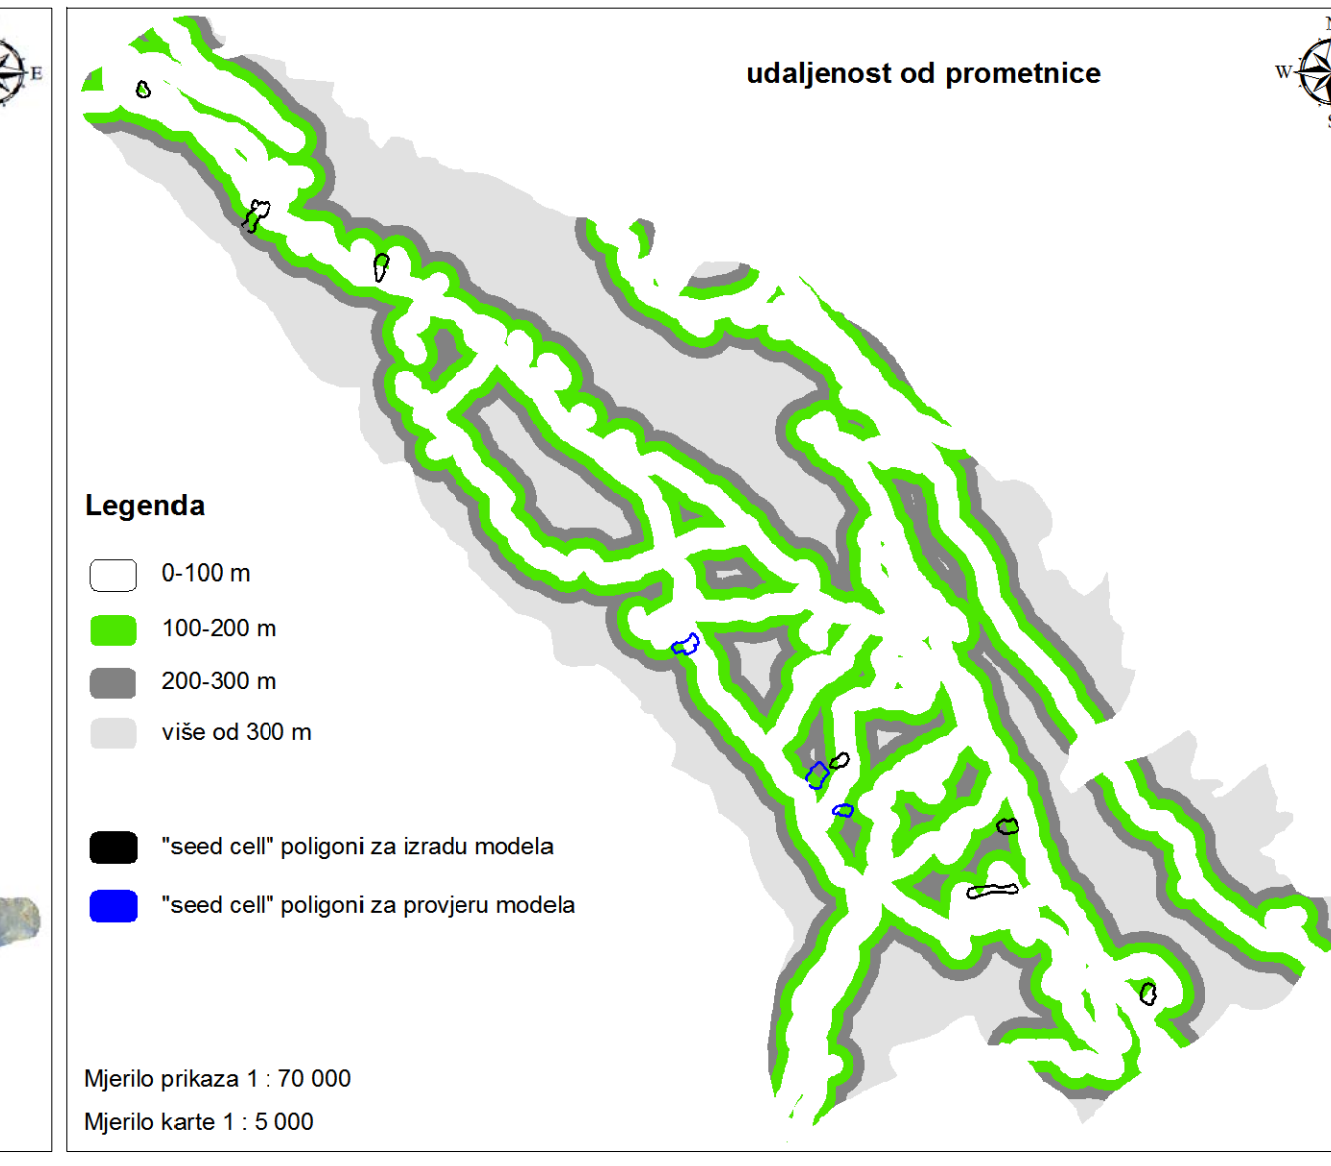 E
udaljenost od prometnice
N
W
S
Legenda
0-100 m
100-200 m
200-300 m
više od 300 m
"seed cell" poligoni za izradu modela
"seed cell" poligoni za provjeru modela
Mjerilo prikaza 1 : 70 000
Mjerilo karte 1 : 5 000